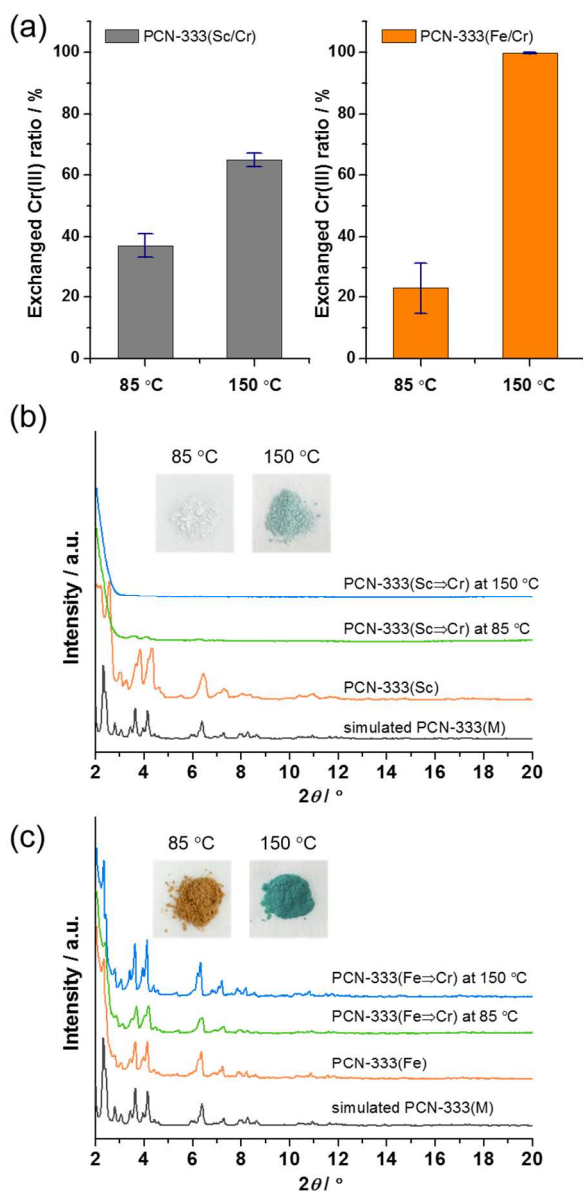 (a)
PCN-333(Sc/Cr)
Exchanged Cr(III) ratio / %
100
80
60
40
20
0
85 °C
150 °C
PCN-333(Fe/Cr)
Exchanged Cr(III) ratio / %
100
80
60
40
20
0
85 °C
150 °C
(b)
85 °C
150 °C
Intensity / a.u.
PCN-333(Sc⇒Cr) at 150 °C
PCN-333(Sc⇒Cr) at 85 °C
PCN-333(Sc)
simulated PCN-333(M)
2 4 6 8 10 12 14 16 18 20
2θ / °
(c)
85 °C
150 °C
Intensity / a.u.
PCN-333(Fe⇒Cr) at 150 °C
PCN-333(Fe⇒Cr) at 85 °C
PCN-333(Fe)
simulated PCN-333(M)
2 4 6 8 10 12 14 16 18 20
2θ / °